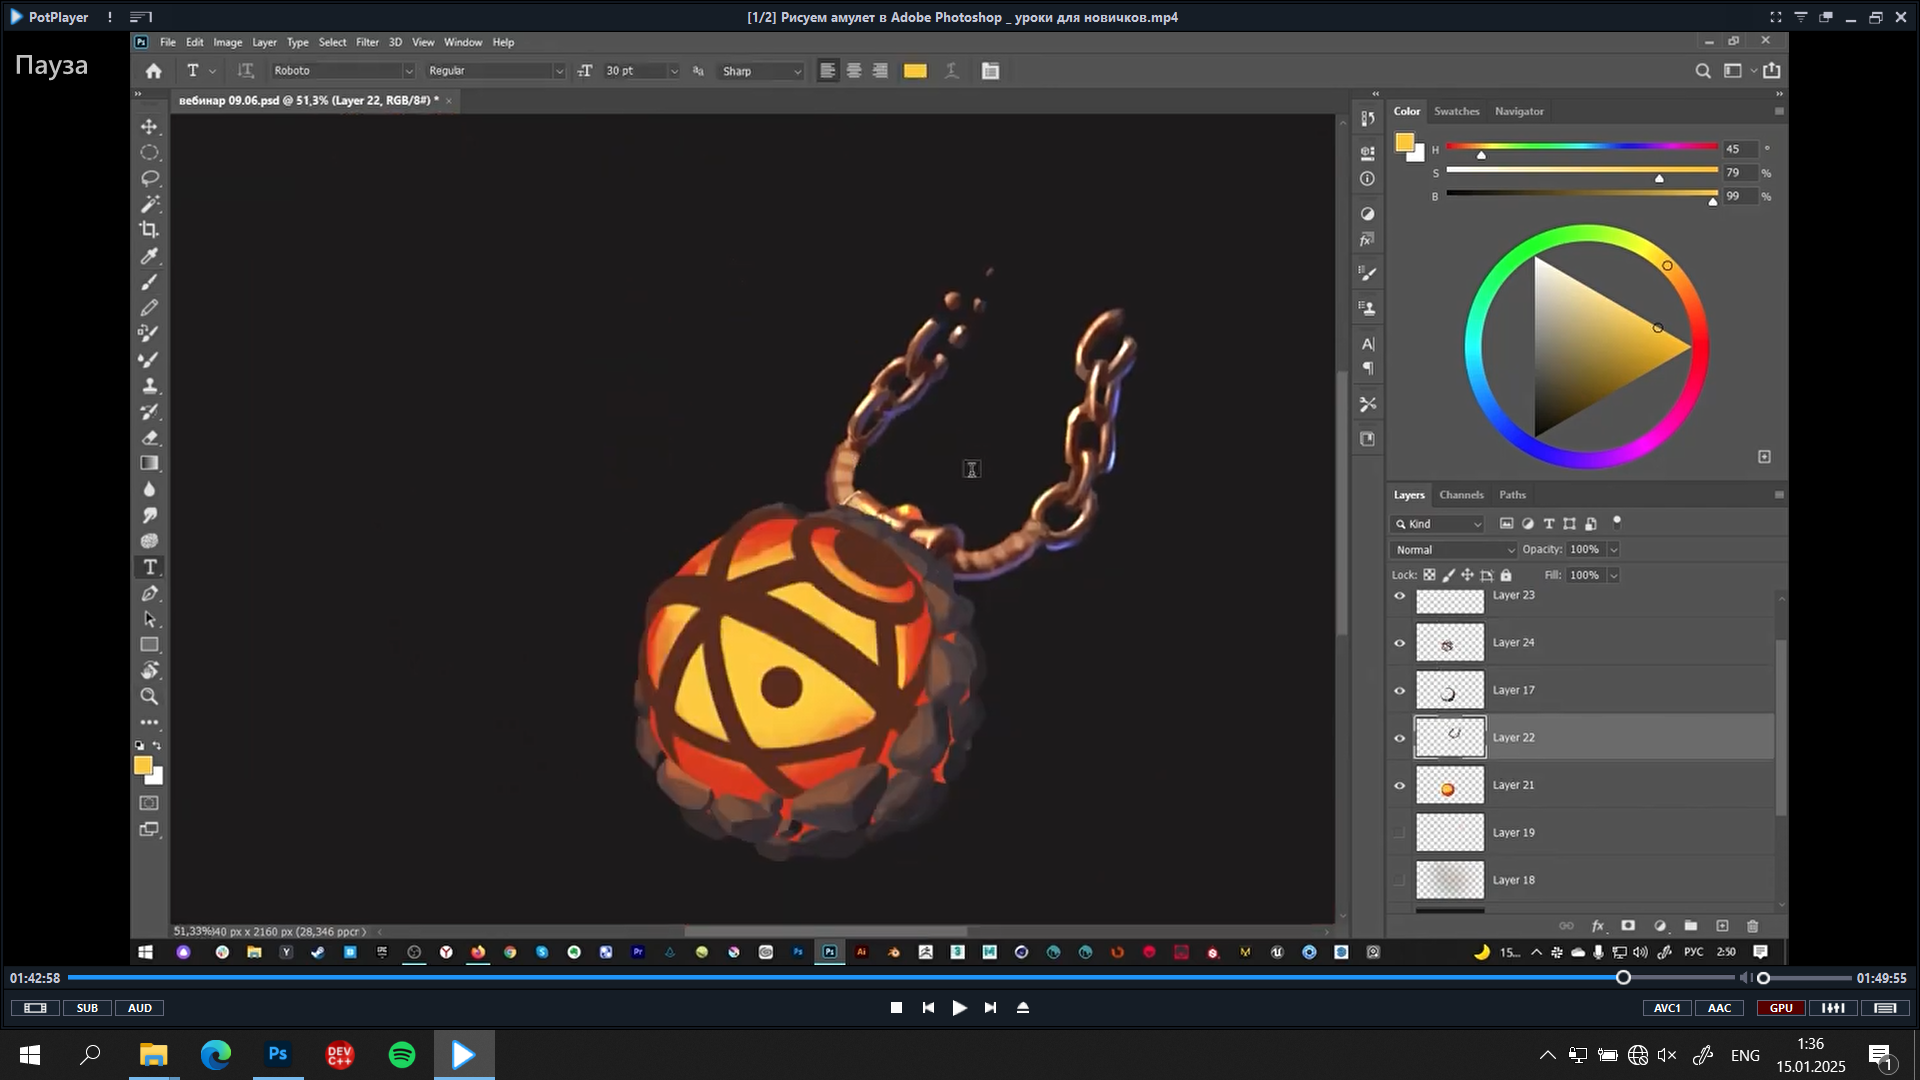 PotPlayer
[1/2] Рисуем амулет в Adobe Photoshop _ уроки для новичков.mp4
Пауза
File Edit Image Layer Type Select Filter 3D View Window Help
Roboto Regular 30 pt Sharp
вебинар 09.06.psd @ 51,3% (Layer 22, RGB/8#) *
Color Swatches Navigator
H 45 °
S 79 %
B 99 %
Layers Channels Paths
Kind
Normal Opacity: 100%
Lock: Fill: 100%
Layer 23
Layer 24
Layer 17
Layer 22
Layer 21
Layer 19
Layer 18
51,33% 40 px x 2160 px (28,346 ppcm)
15... РУС 2:50
01:42:58
01:49:55
SUB AUD
AVC1 AAC GPU
ENG
1:36
15.01.2025
1